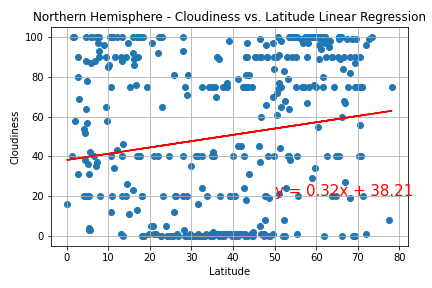 Northern Hemisphere - Cloudiness vs. Latitude Linear Regression
100
80
60
40
20
0
Cloudiness
y = 0.32x + 38.21
0 10 20 30 40 50 60 70 80
Latitude